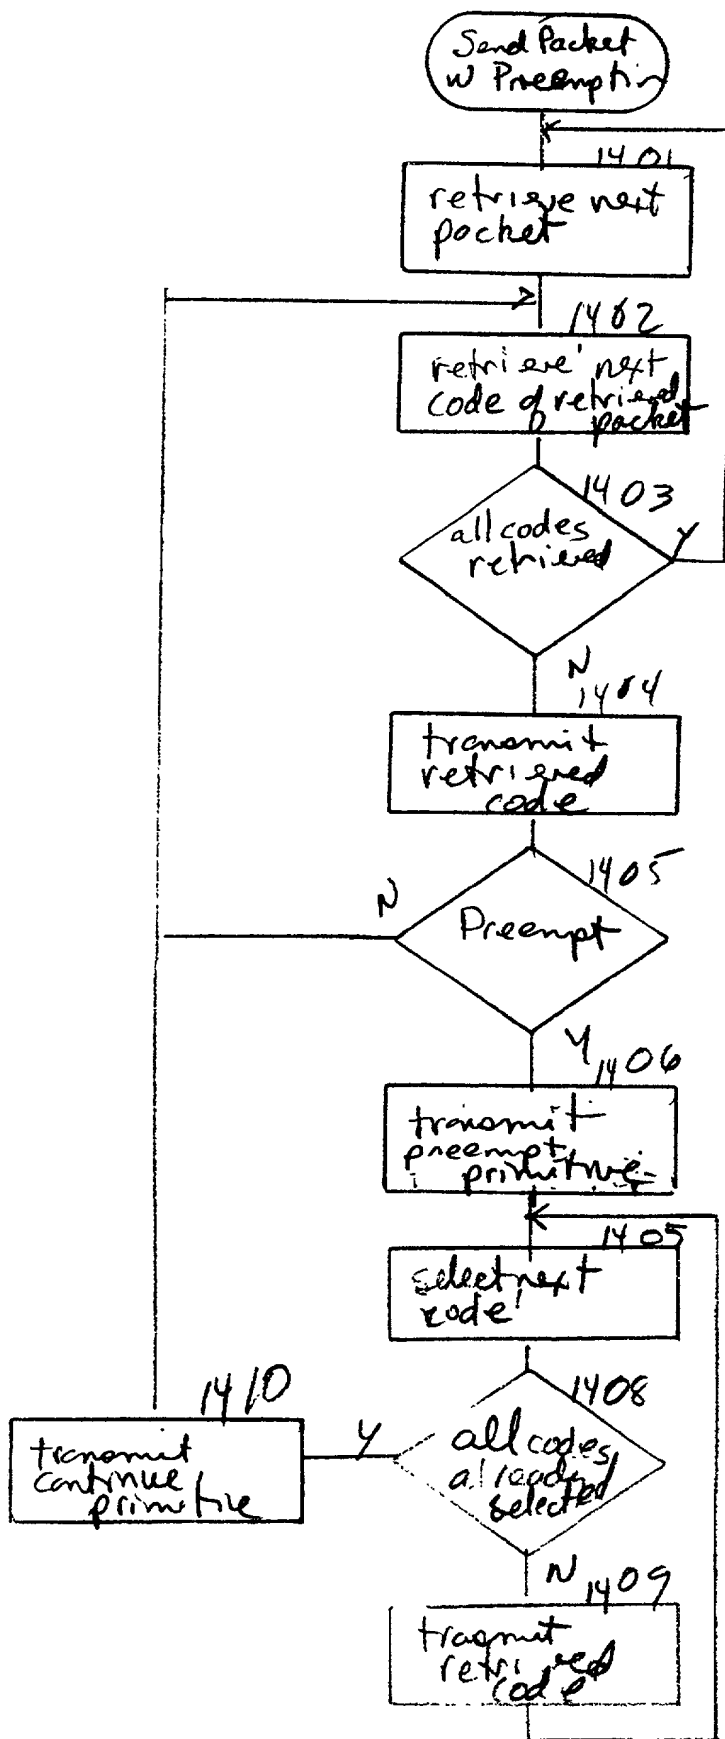 Send Packet
w Preemption
1401
retrieve next
packet
1402
retrieve next
code of retrieved
packet
1403
all codes
retrieved
Y
N
1404
transmit
retrieved
code
1405
N
Preempt
Y
1406
transmit
preempt
primitive
1405
select next
code
1410
1408
transmit
continue
primitive
Y
all codes
already
selected
N
1409
transmit
retrieved
code